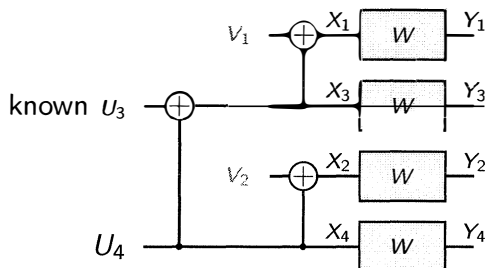 V₁ X₁ W Y₁
known u₃ X₃ W Y₃
V₂ X₂ W Y₂
U₄ X₄ W Y₄